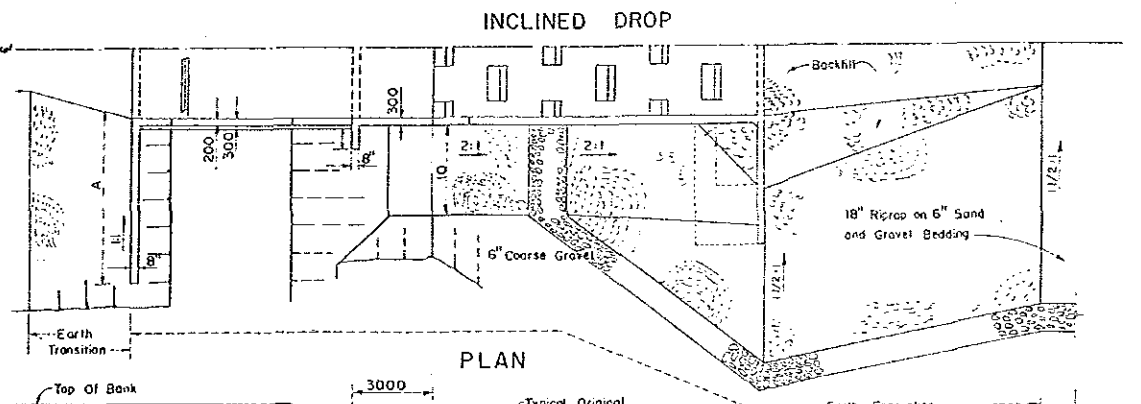 INCLINED DROP
Backfill
300
200
300
8"
10
2:1
2:1
A
1:1
8"
6" Coarse Gravel
1 1/2:1
1 1/2:1
18" Riprap on 6" Sand
and Gravel Bedding
Earth
Transition
PLAN
Top Of Bank
3000
Typical Original